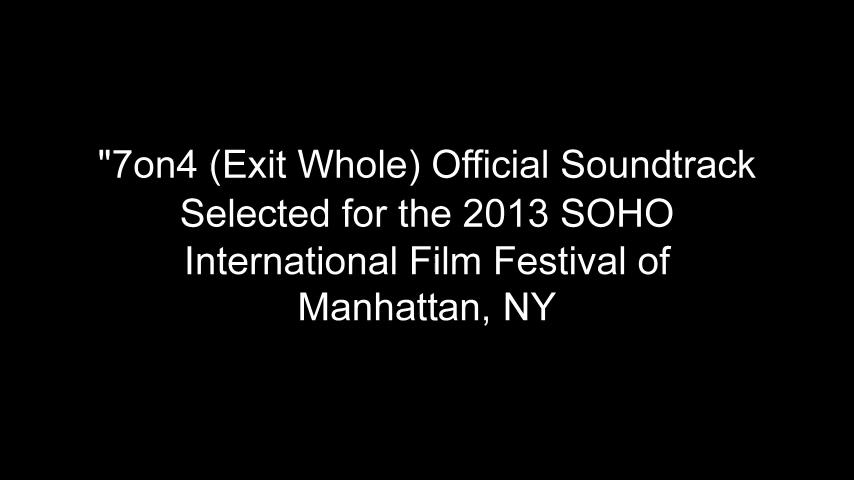 "7on4 (Exit Whole) Official Soundtrack
Selected for the 2013 SOHO
International Film Festival of
Manhattan, NY